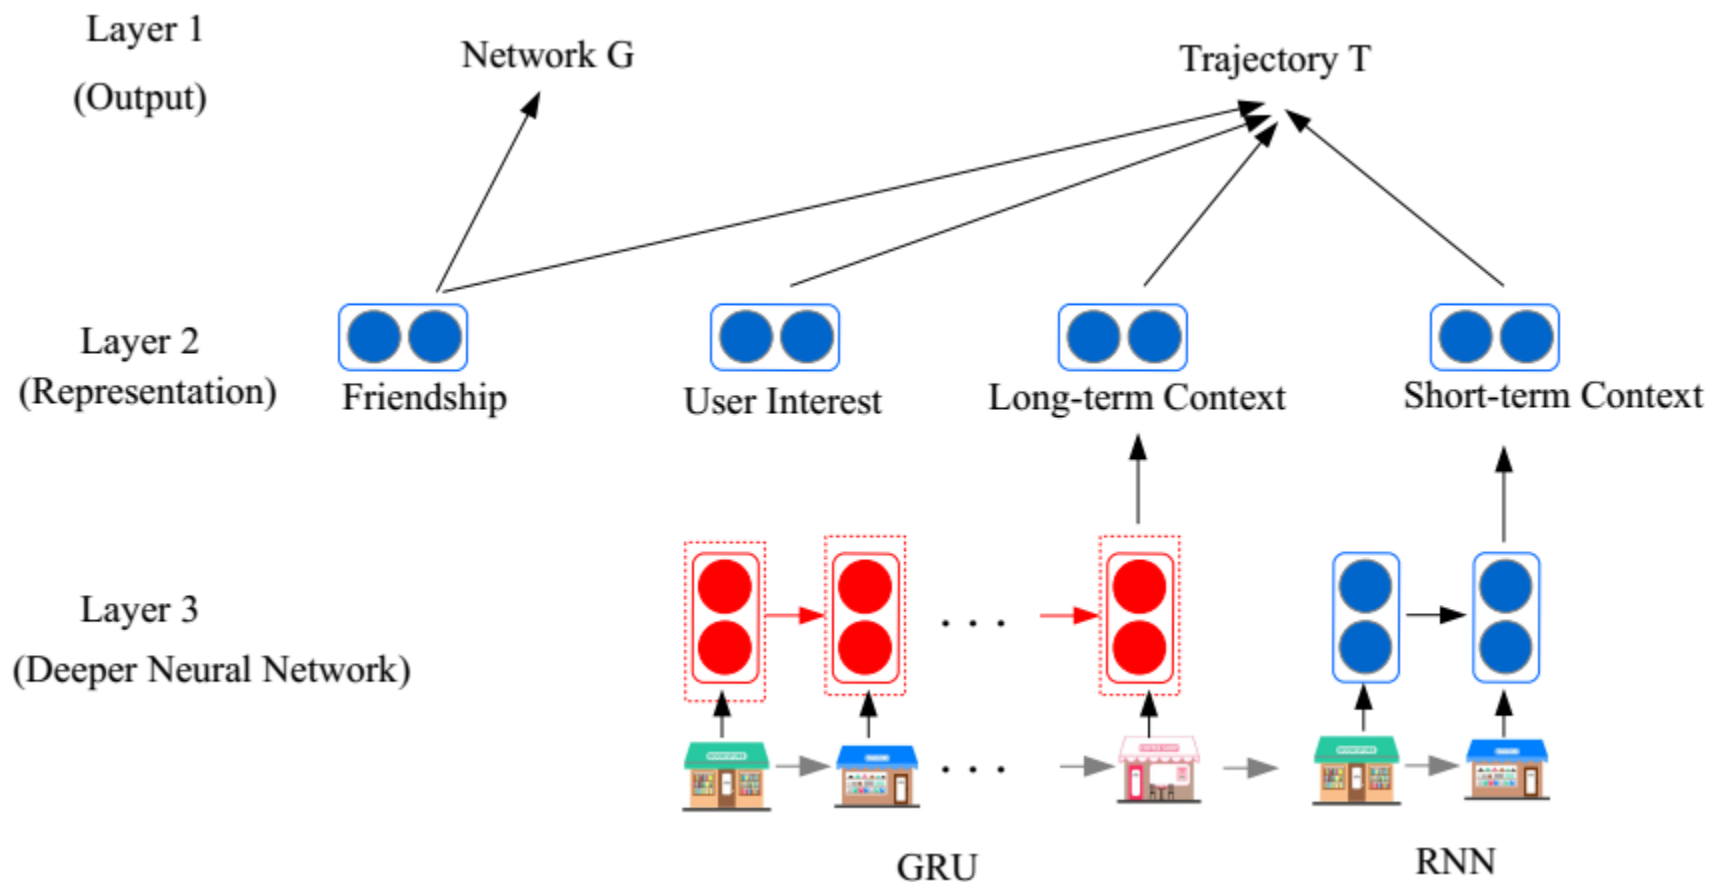 Layer 1
(Output)
Network G
Trajectory T
Layer 2
(Representation)
Friendship
User Interest
Long-term Context
Short-term Context
Layer 3
(Deeper Neural Network)
. . .
. . .
GRU
RNN